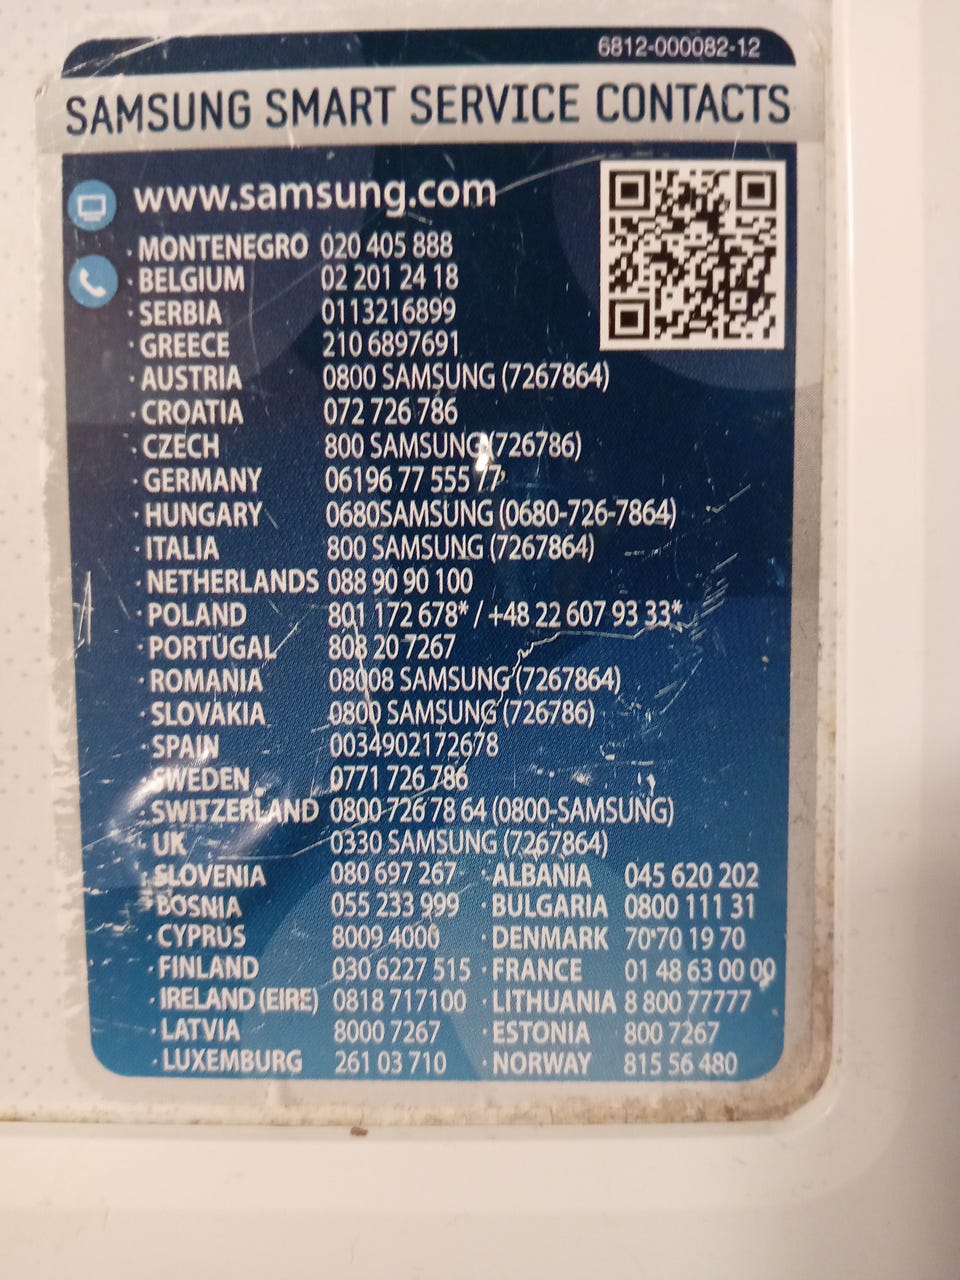 6812-000082-12
SAMSUNG SMART SERVICE CONTACTS
www.samsung.com
· MONTENEGRO 020 405 888
· BELGIUM 02 201 24 18
· SERBIA 0113216899
· GREECE 210 6897691
· AUSTRIA 0800 SAMSUNG (7267864)
· CROATIA 072 726 786
· CZECH 800 SAMSUNG (726786)
· GERMANY 06196 77 555 77
· HUNGARY 0680SAMSUNG (0680-726-7864)
· ITALIA 800 SAMSUNG (7267864)
· NETHERLANDS 088 90 90 100
· POLAND 801 172 678* / +48 22 607 93 33*
· PORTUGAL 808 20 7267
· ROMANIA 08008 SAMSUNG (7267864)
· SLOVAKIA 0800 SAMSUNG (726786)
· SPAIN 0034902172678
· SWEDEN 0771 726 786
· SWITZERLAND 0800 726 78 64 (0800-SAMSUNG)
· UK 0330 SAMSUNG (7267864)
· SLOVENIA 080 697 267 · ALBANIA 045 620 202
· BOSNIA 055 233 999 · BULGARIA 0800 111 31
· CYPRUS 8009 4000 · DENMARK 70 70 19 70
· FINLAND 030 6227 515 · FRANCE 01 48 63 00 00
· IRELAND (EIRE) 0818 717100 · LITHUANIA 8 800 77777
· LATVIA 8000 7267 · ESTONIA 800 7267
· LUXEMBURG 261 03 710 · NORWAY 815 56 480